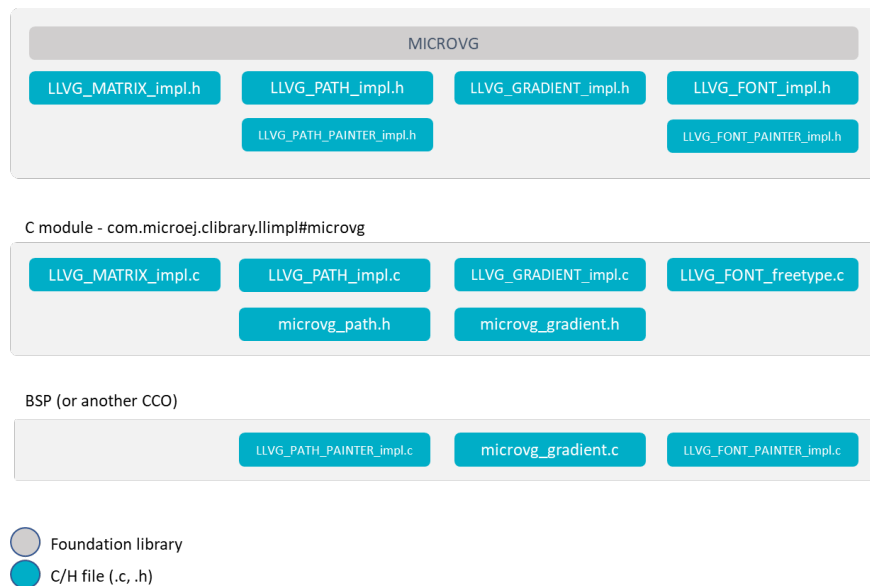 MICROVG
LLVG_MATRIX_impl.h LLVG_PATH_impl.h LLVG_GRADIENT_impl.h LLVG_FONT_impl.h
LLVG_PATH_PAINTER_impl.h LLVG_FONT_PAINTER_impl.h
C module - com.microej.clibrary.llimpl#microvg
LLVG_MATRIX_impl.c LLVG_PATH_impl.c LLVG_GRADIENT_impl.c LLVG_FONT_freetype.c
microvg_path.h microvg_gradient.h
BSP (or another CCO)
LLVG_PATH_PAINTER_impl.c microvg_gradient.c LLVG_FONT_PAINTER_impl.c
Foundation library
C/H file (.c, .h)